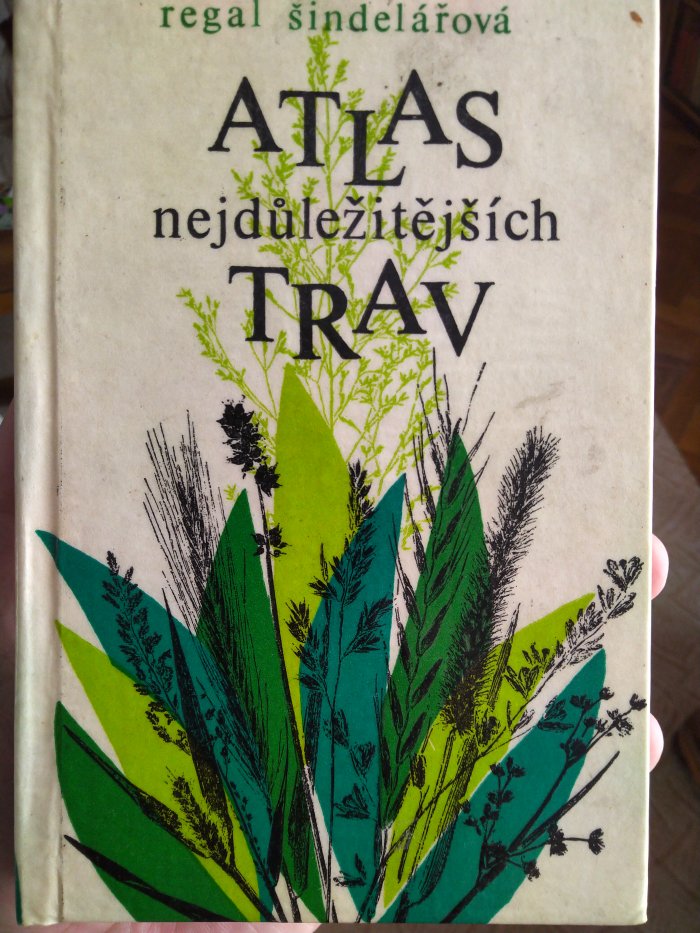 regal šindelářová
ATLAS
nejdůležitějších
TRAV